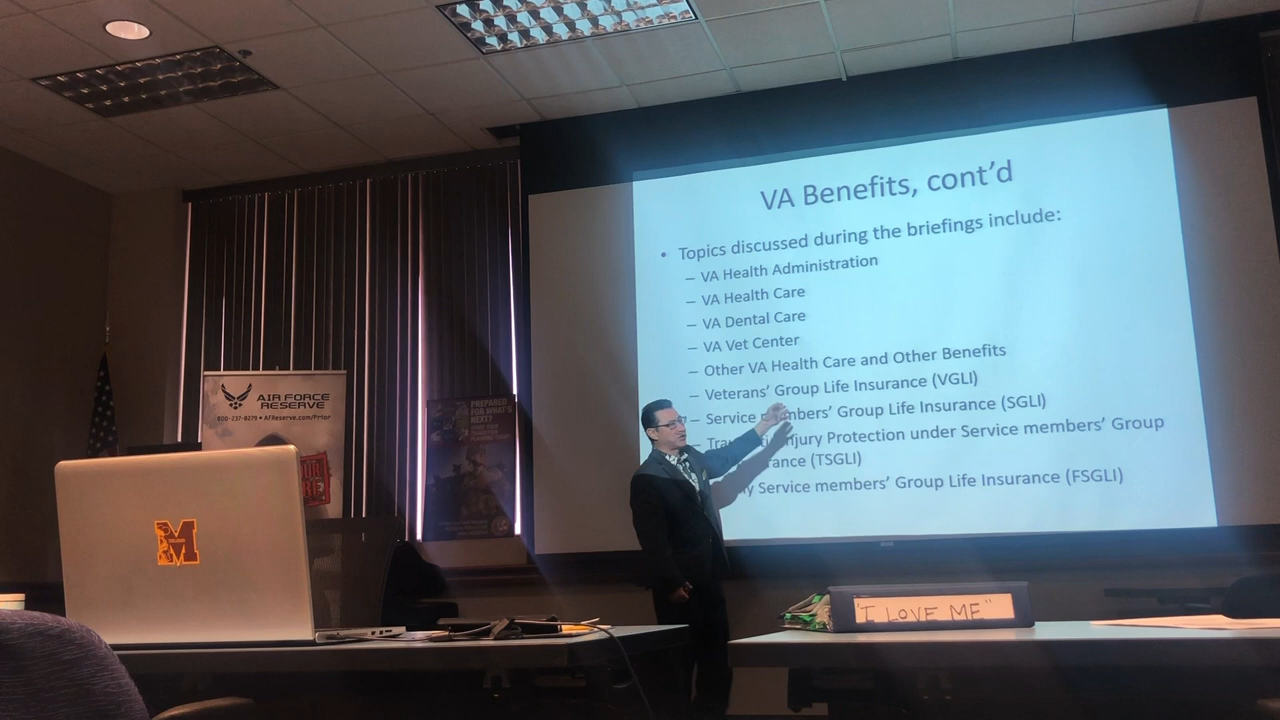 VA Benefits, cont'd
• Topics discussed during the briefings include:
– VA Health Administration
– VA Health Care
– VA Dental Care
– VA Vet Center
– Other VA Health Care and Other Benefits
– Veterans' Group Life Insurance (VGLI)
– Service members' Group Life Insurance (SGLI)
– Injury Protection under Service members' Group
(TSGLI)
Service members' Group Life Insurance (FSGLI)
AIR FORCE
RESERVE
800-237-0279 • AFReserve.com/Prior
PREPARED
FOR WHAT'S
NEXT?
M
"I LOVE ME"